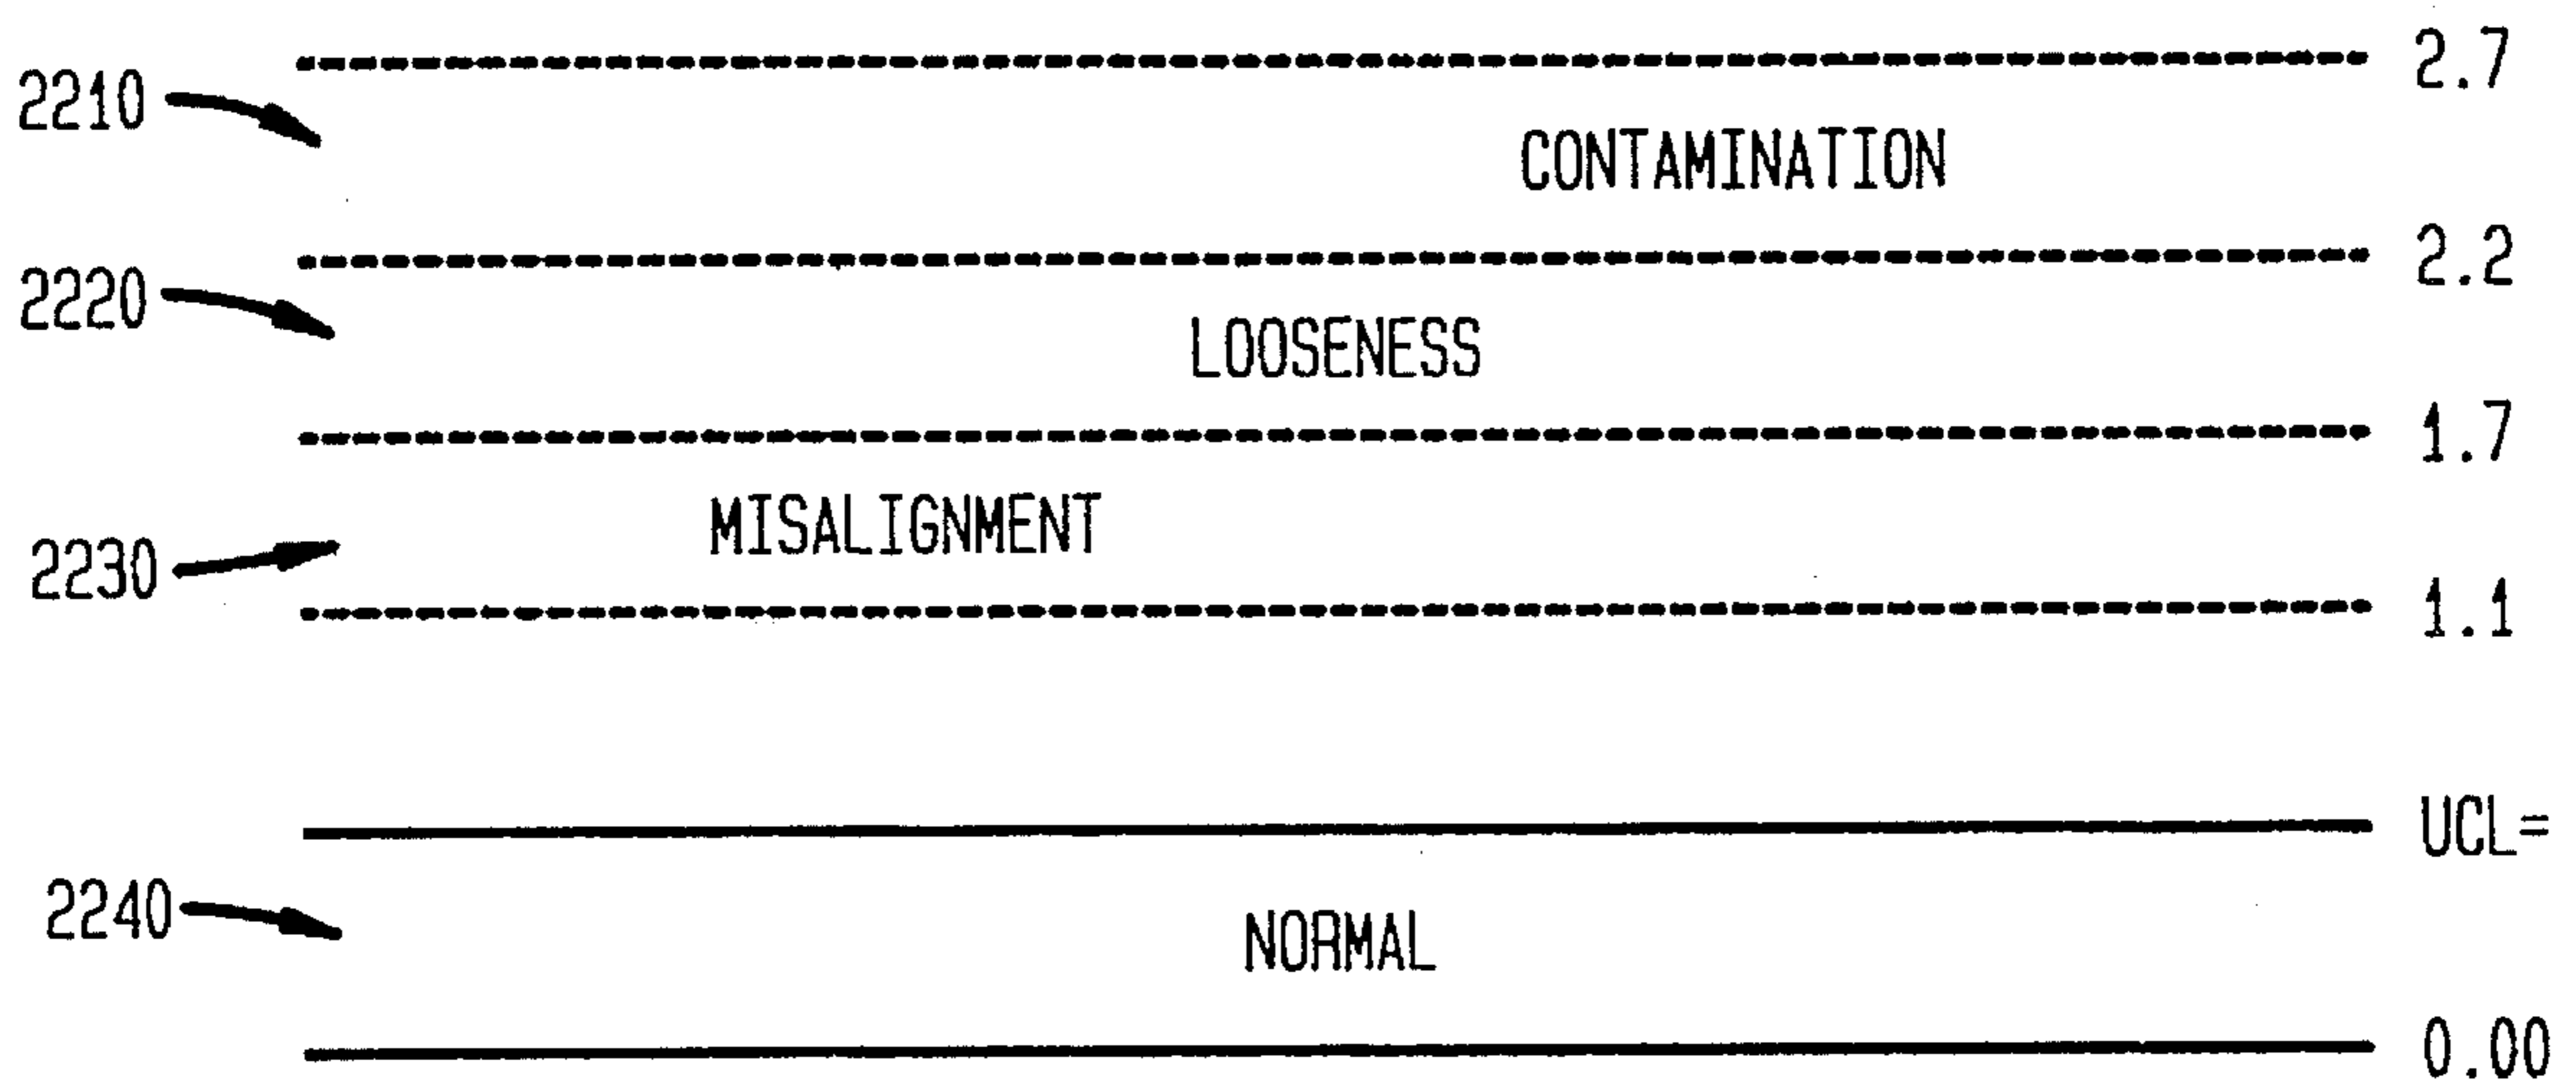 2.7
2210
CONTAMINATION
2.2
2220
LOOSENESS
1.7
MISALIGNMENT
2230
1.1
UCL=
2240
NORMAL
0.00